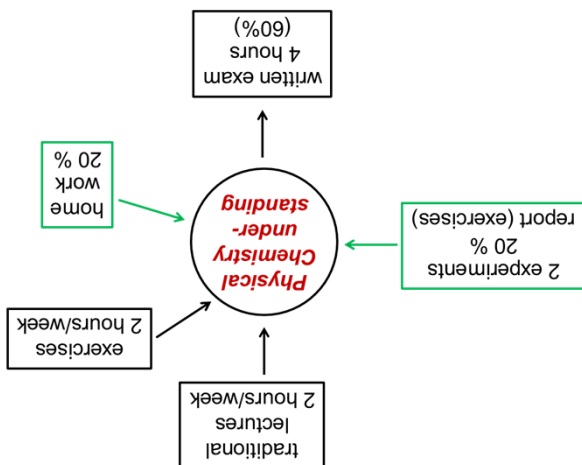 traditional
lectures
2 hours/week
exercises
2 hours/week
2 experiments
20 %
report (exercises)
Physical
Chemistry
under-
standing
home
work
20 %
written exam
4 hours
(60%)